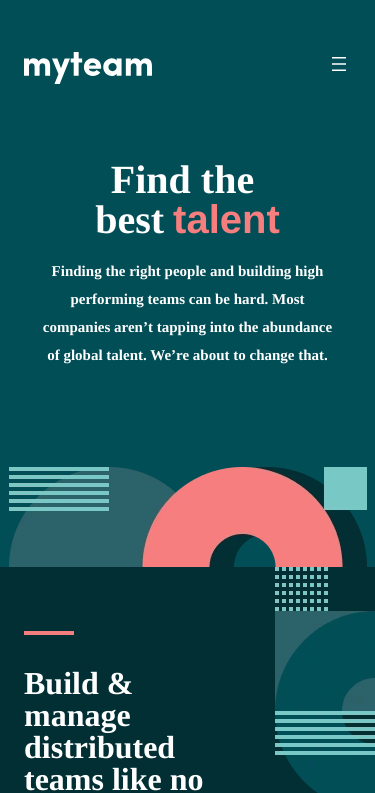 myteam
Find the
best talent
Finding the right people and building high
performing teams can be hard. Most
companies aren’t tapping into the abundance
of global talent. We’re about to change that.
Build &
manage
distributed
teams like no